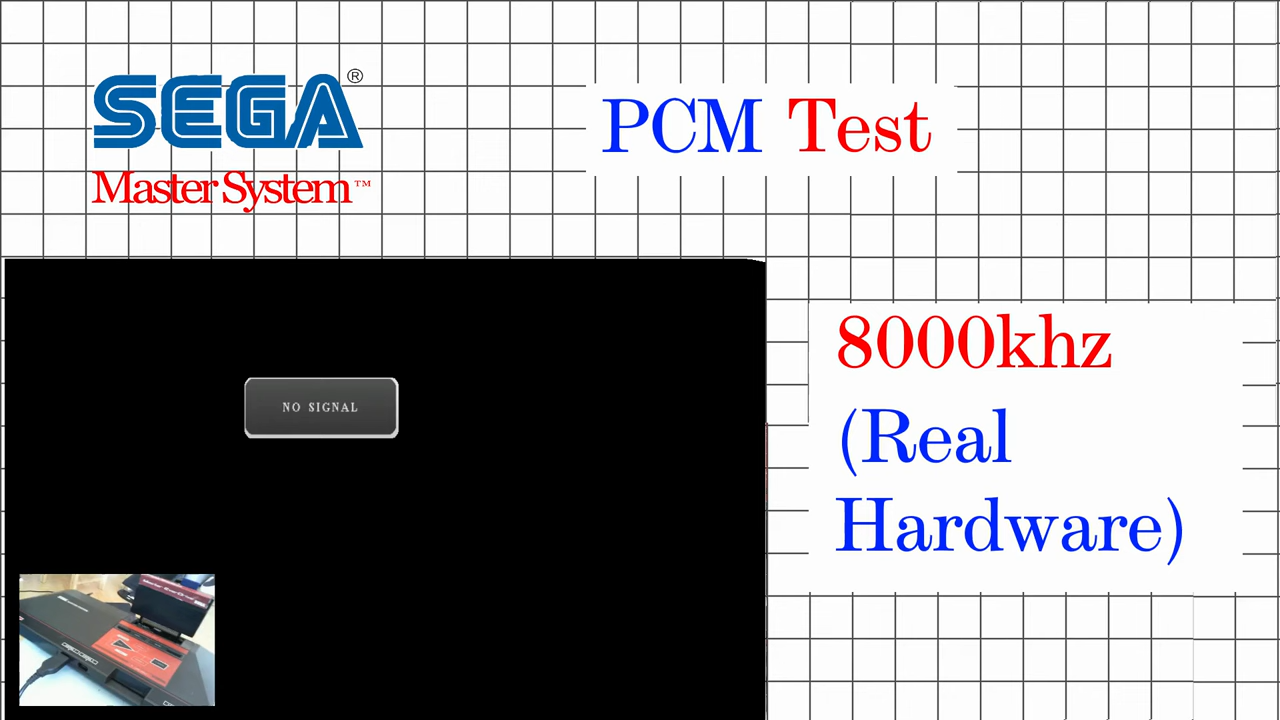 SEGA®
Master System™
PCM Test
8000khz
(Real
Hardware)
NO SIGNAL